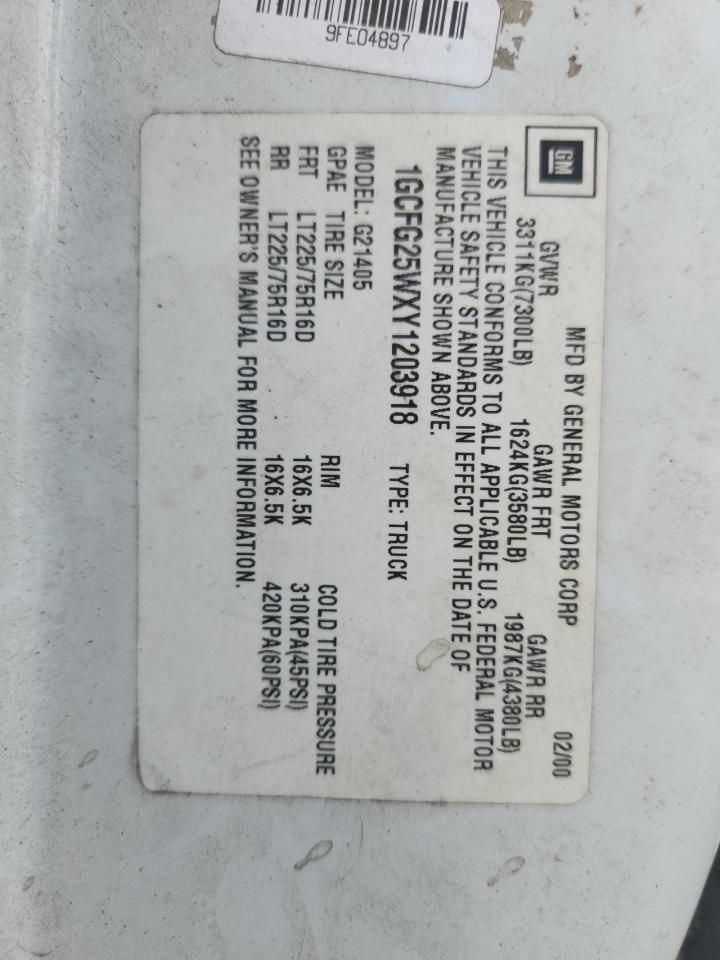 9FE04897
GM
MFD BY GENERAL MOTORS CORP 02/00
GVWR GAWR FRT GAWR RR
3311KG(7300LB) 1624KG(3580LB) 1987KG(4380LB)
THIS VEHICLE CONFORMS TO ALL APPLICABLE U.S. FEDERAL MOTOR
VEHICLE SAFETY STANDARDS IN EFFECT ON THE DATE OF
MANUFACTURE SHOWN ABOVE.
1GCFG25WXY1203918 TYPE: TRUCK
MODEL: G21405
GPAE TIRE SIZE RIM COLD TIRE PRESSURE
FRT LT225/75R16D 16X6.5K 310KPA(45PSI)
RR LT225/75R16D 16X6.5K 420KPA(60PSI)
SEE OWNER'S MANUAL FOR MORE INFORMATION.